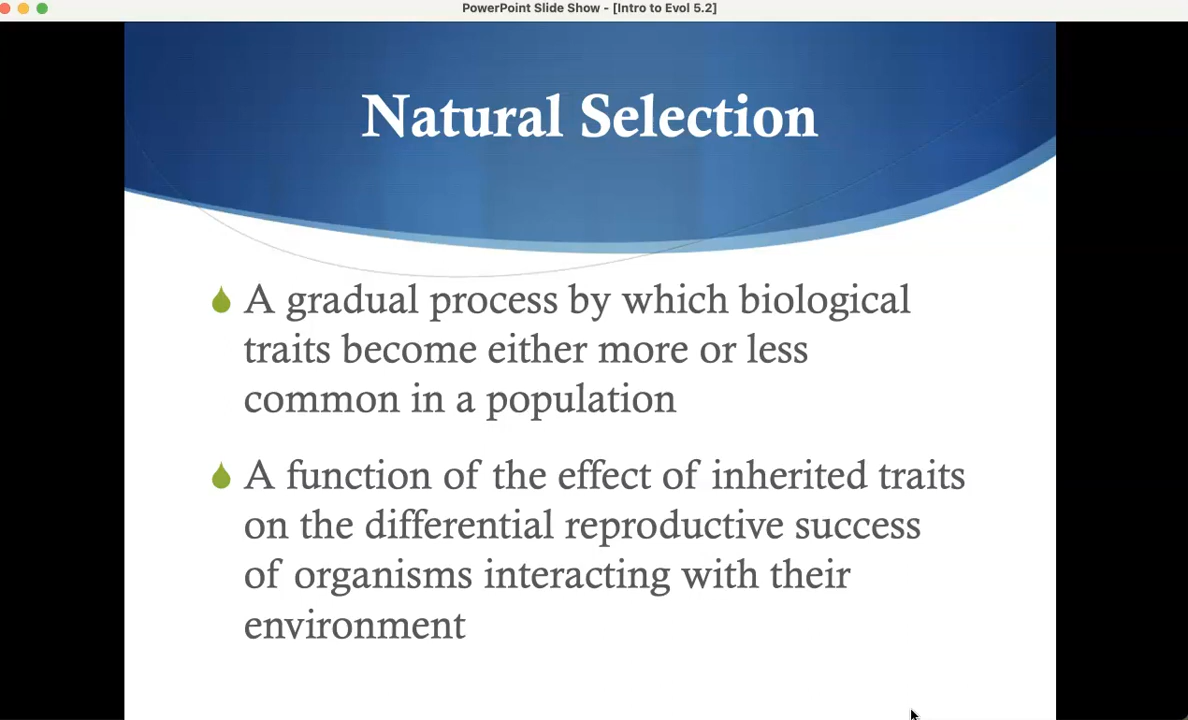 PowerPoint Slide Show - [Intro to Evol 5.2]
Natural Selection
A gradual process by which biological
traits become either more or less
common in a population
A function of the effect of inherited traits
on the differential reproductive success
of organisms interacting with their
environment